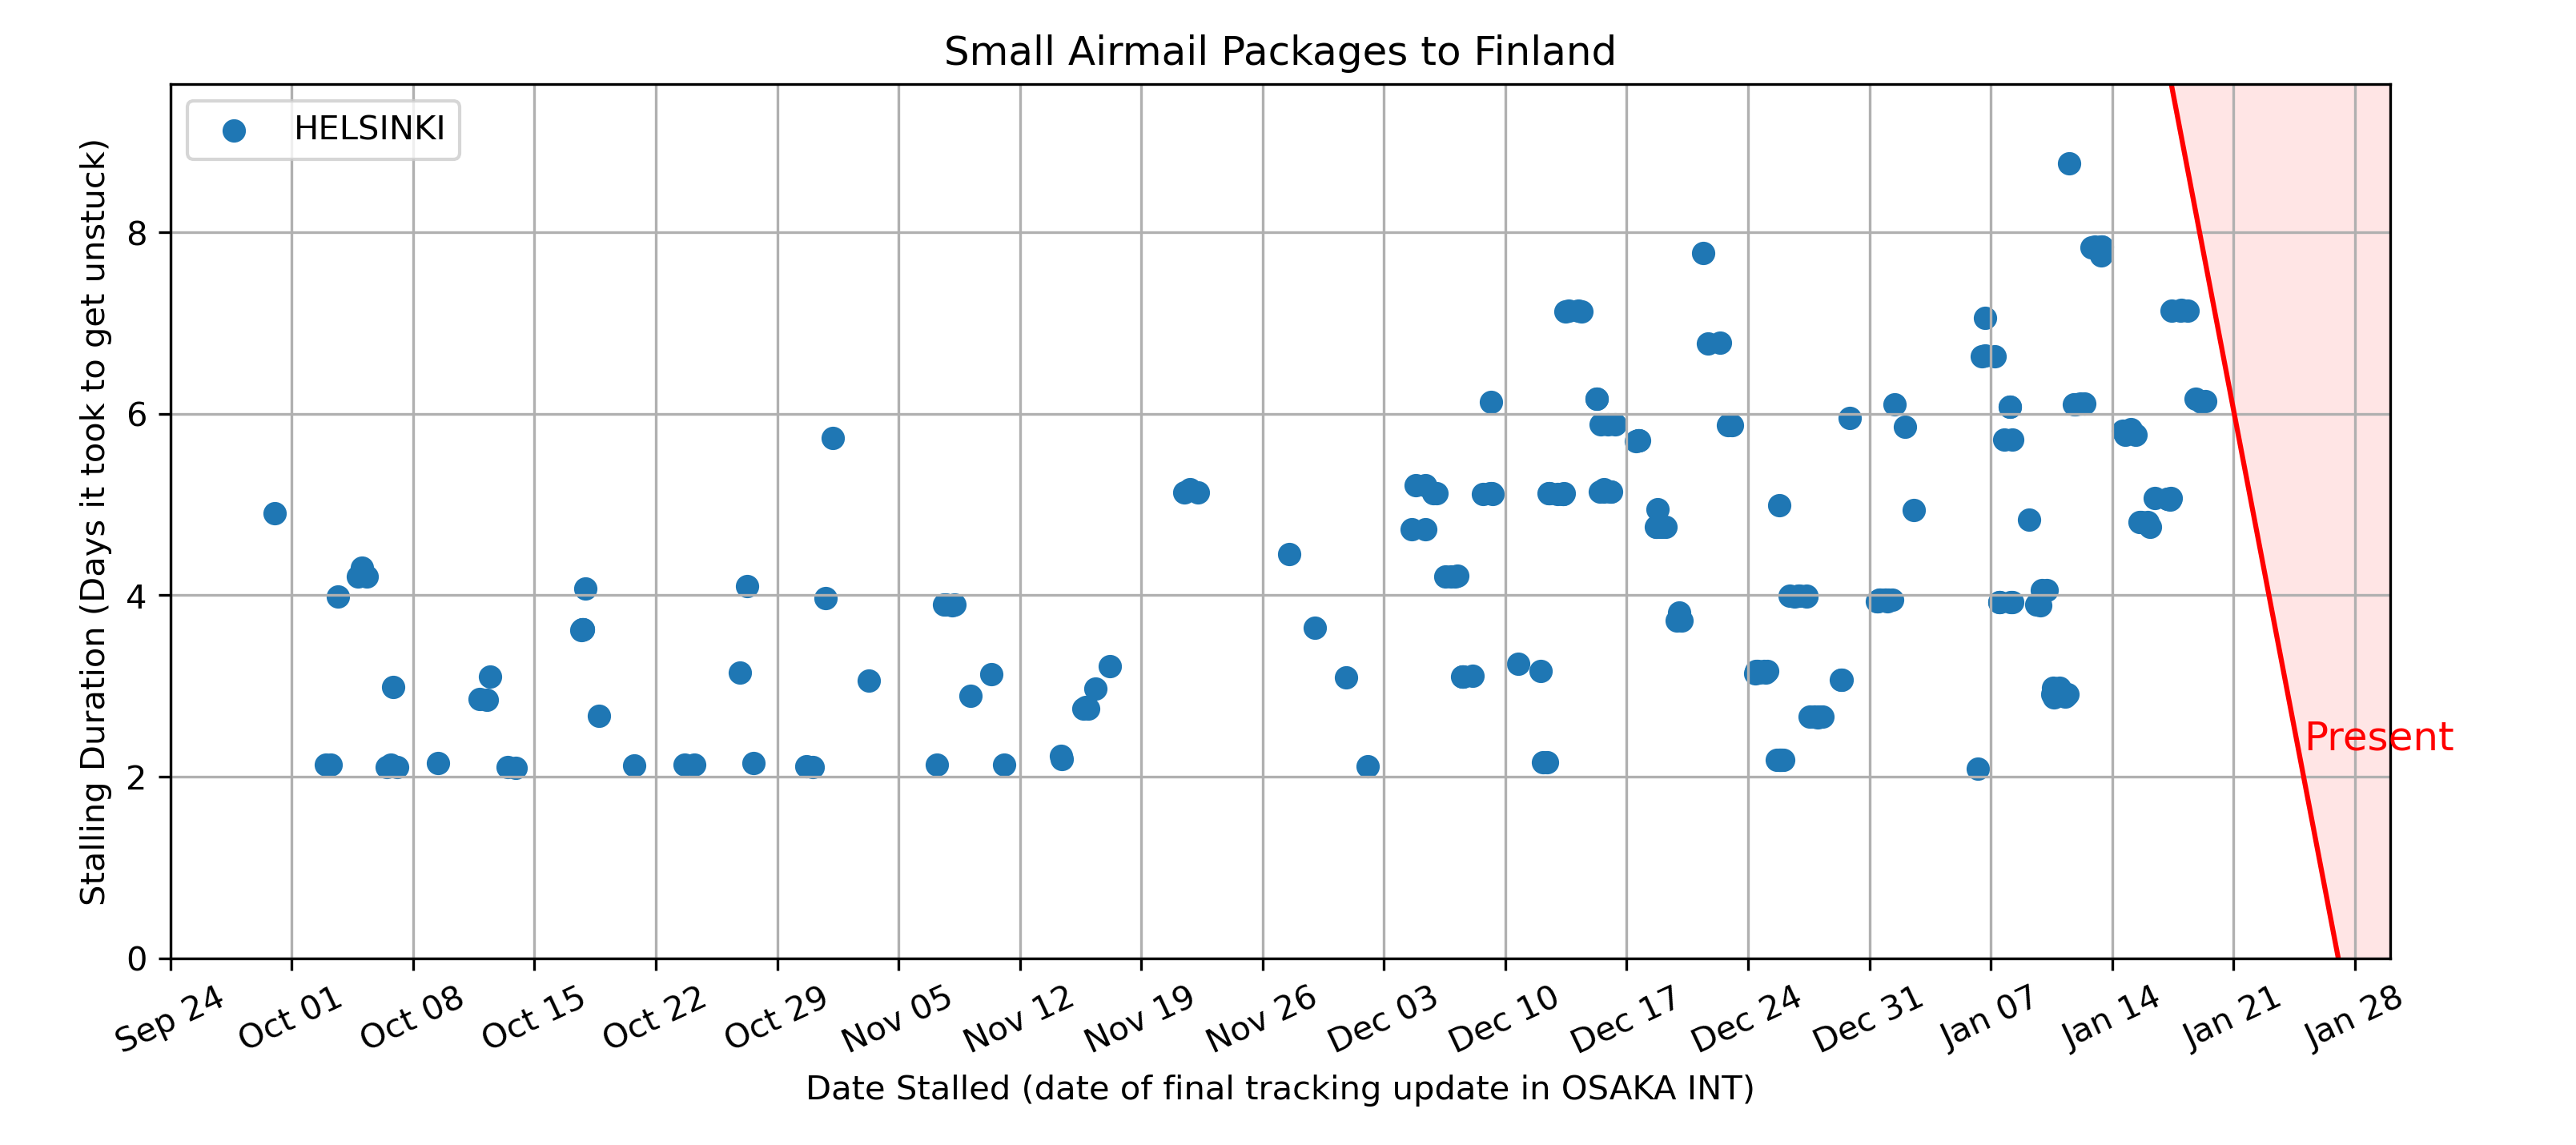 Small Airmail Packages to Finland
HELSINKI
Stalling Duration (Days it took to get unstuck)
8
6
4
2
0
Present
Sep 24
Oct 01
Oct 08
Oct 15
Oct 22
Oct 29
Nov 05
Nov 12
Nov 19
Nov 26
Dec 03
Dec 10
Dec 17
Dec 24
Dec 31
Jan 07
Jan 14
Jan 21
Jan 28
Date Stalled (date of final tracking update in OSAKA INT)